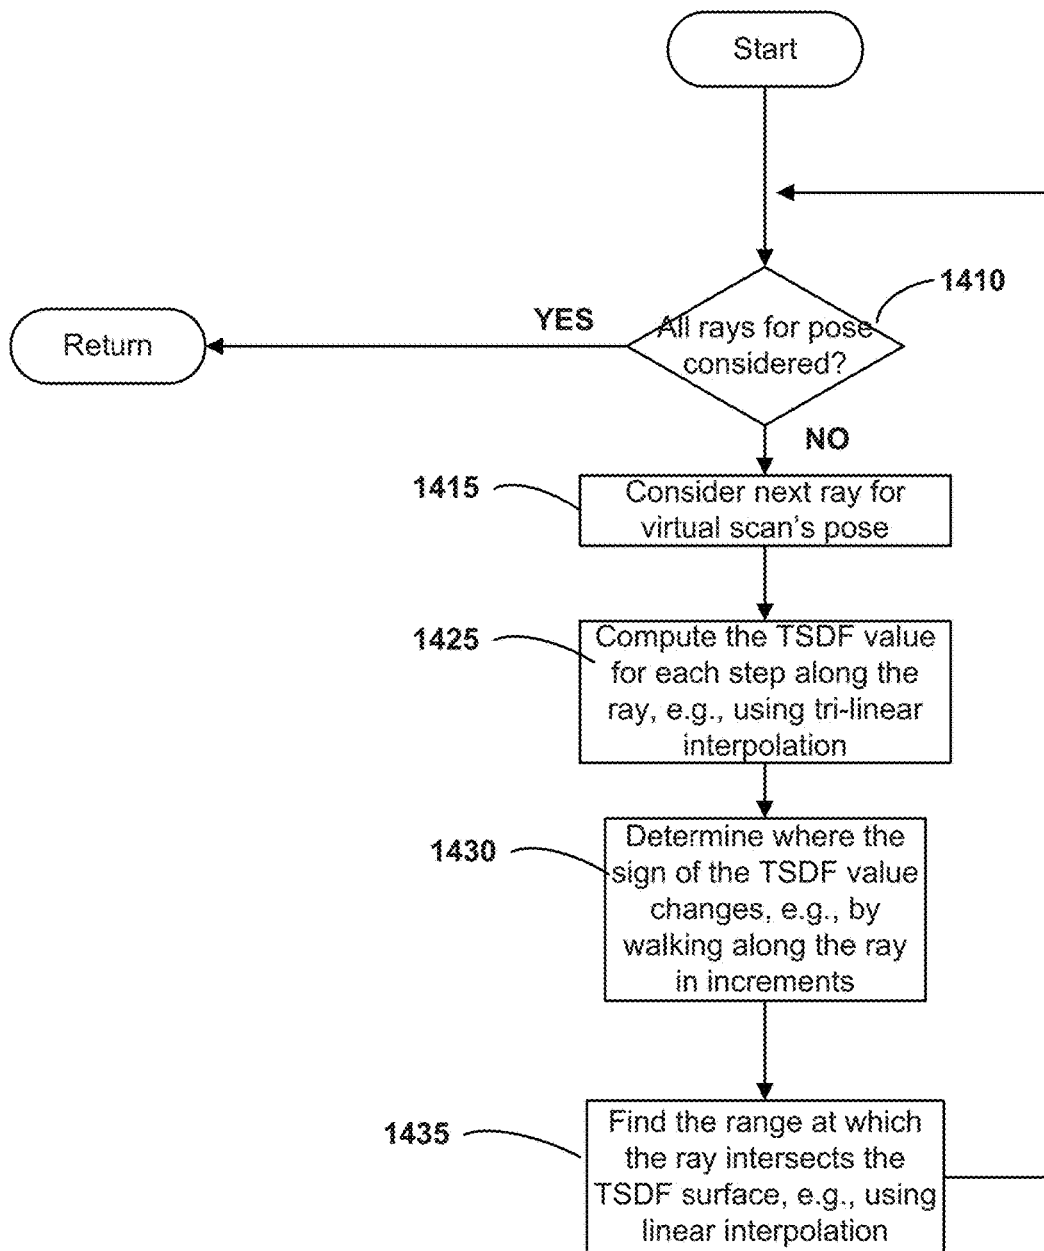 Start
1410
All rays for pose
considered?
YES
Return
NO
1415
Consider next ray for
virtual scan's pose
1425
Compute the TSDF value
for each step along the
ray, e.g., using tri-linear
interpolation
1430
Determine where the
sign of the TSDF value
changes, e.g., by
walking along the ray
in increments
1435
Find the range at which
the ray intersects the
TSDF surface, e.g., using
linear interpolation